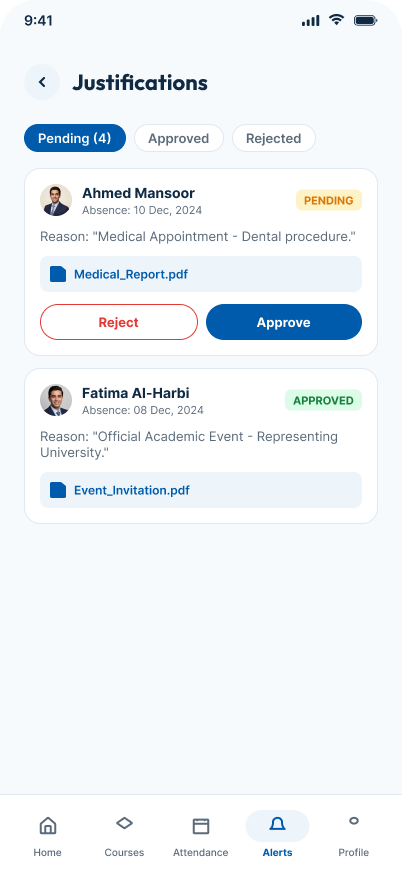 9:41
Justifications
Pending (4)
Approved
Rejected
Ahmed Mansoor
Absence: 10 Dec, 2024
PENDING
Reason: "Medical Appointment - Dental procedure."
Medical_Report.pdf
Reject
Approve
Fatima Al-Harbi
Absence: 08 Dec, 2024
APPROVED
Reason: "Official Academic Event - Representing
University."
Event_Invitation.pdf
Home
Courses
Attendance
Alerts
Profile